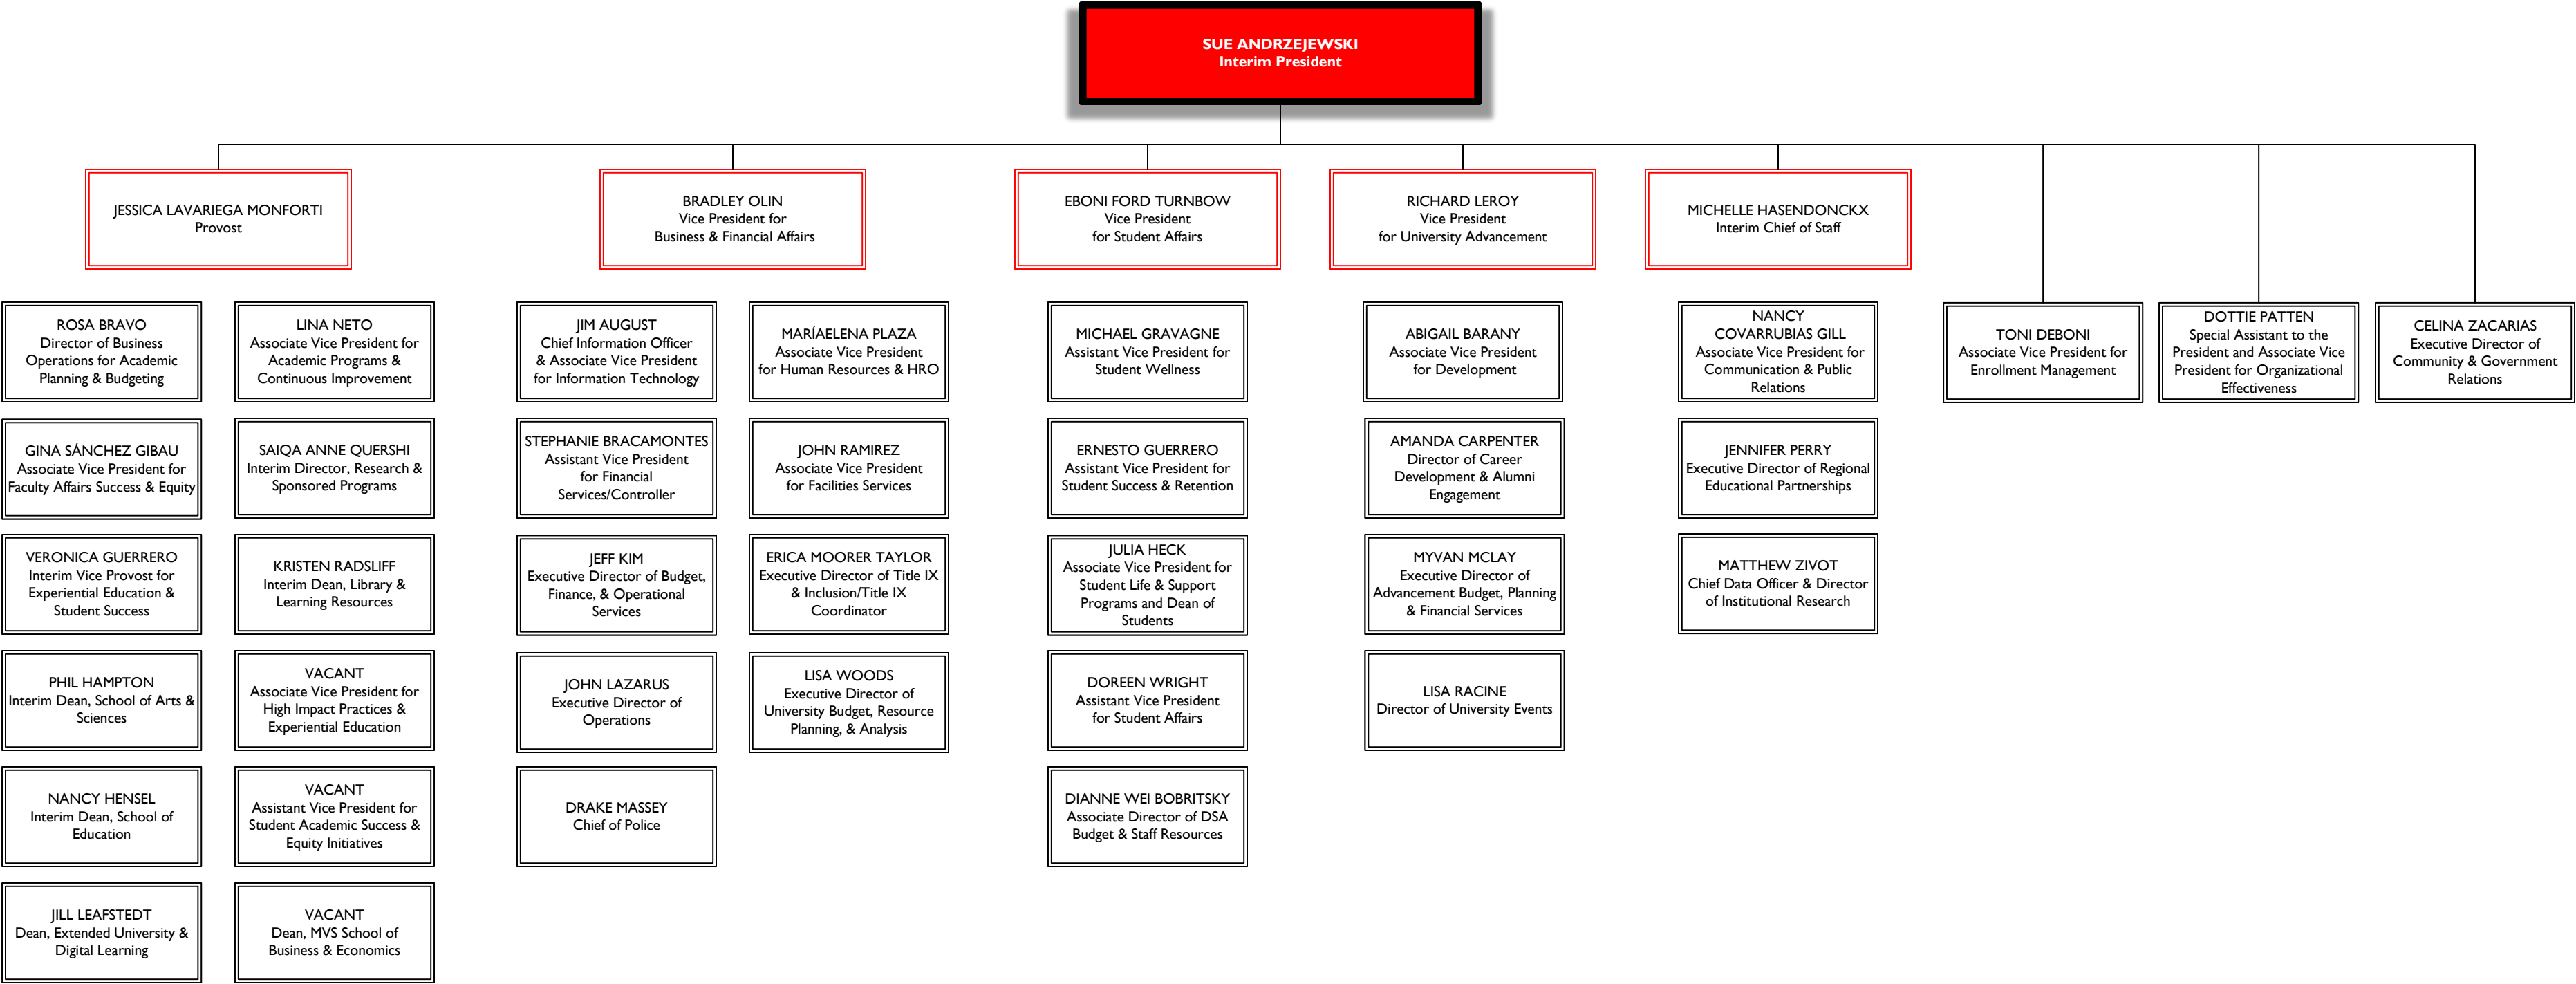 SUE ANDRZEJEWSKI
Interim President
JESSICA LAVARIEGA MONFORTI
Provost
BRADLEY OLIN
Vice President for
Business & Financial Affairs
EBONI FORD TURNBOW
Vice President
for Student Affairs
RICHARD LEROY
Vice President
for University Advancement
MICHELLE HASENDONCKX
Interim Chief of Staff
ROSA BRAVO
Director of Business
Operations for Academic
Planning & Budgeting
LINA NETO
Associate Vice President for
Academic Programs &
Continuous Improvement
JIM AUGUST
Chief Information Officer
& Associate Vice President
for Information Technology
MARÍAELENA PLAZA
Associate Vice President
for Human Resources & HRO
MICHAEL GRAVAGNE
Assistant Vice President for
Student Wellness
ABIGAIL BARANY
Associate Vice President
for Development
NANCY
COVARRUBIAS GILL
Associate Vice President for
Communication & Public
Relations
TONI DEBONI
Associate Vice President for
Enrollment Management
DOTTIE PATTEN
Special Assistant to the
President and Associate Vice
President for Organizational
Effectiveness
CELINA ZACARIAS
Executive Director of
Community & Government
Relations
GINA SÁNCHEZ GIBAU
Associate Vice President for
Faculty Affairs Success & Equity
SAIQA ANNE QUERSHI
Interim Director, Research &
Sponsored Programs
STEPHANIE BRACAMONTES
Assistant Vice President
for Financial
Services/Controller
JOHN RAMIREZ
Associate Vice President
for Facilities Services
ERNESTO GUERRERO
Assistant Vice President for
Student Success & Retention
AMANDA CARPENTER
Director of Career
Development & Alumni
Engagement
JENNIFER PERRY
Executive Director of Regional
Educational Partnerships
VERONICA GUERRERO
Interim Vice Provost for
Experiential Education &
Student Success
KRISTEN RADSLIFF
Interim Dean, Library &
Learning Resources
JEFF KIM
Executive Director of Budget,
Finance, & Operational
Services
ERICA MOORER TAYLOR
Executive Director of Title IX
& Inclusion/Title IX
Coordinator
JULIA HECK
Associate Vice President for
Student Life & Support
Programs and Dean of
Students
MYVAN MCLAY
Executive Director of
Advancement Budget, Planning
& Financial Services
MATTHEW ZIVOT
Chief Data Officer & Director
of Institutional Research
PHIL HAMPTON
Interim Dean, School of Arts &
Sciences
VACANT
Associate Vice President for
High Impact Practices &
Experiential Education
JOHN LAZARUS
Executive Director of
Operations
LISA WOODS
Executive Director of
University Budget, Resource
Planning, & Analysis
DOREEN WRIGHT
Assistant Vice President
for Student Affairs
LISA RACINE
Director of University Events
NANCY HENSEL
Interim Dean, School of
Education
VACANT
Assistant Vice President for
Student Academic Success &
Equity Initiatives
DRAKE MASSEY
Chief of Police
DIANNE WEI BOBRITSKY
Associate Director of DSA
Budget & Staff Resources
JILL LEAFSTEDT
Dean, Extended University &
Digital Learning
VACANT
Dean, MVS School of
Business & Economics